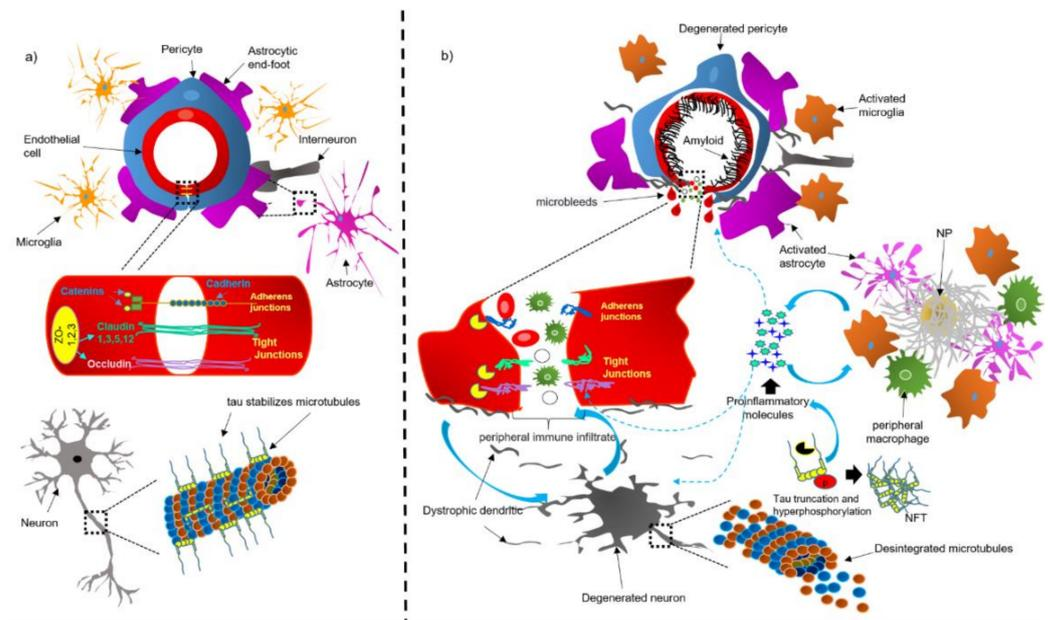 a)
Pericyte
Astrocytic
end-foot
Endothelial
cell
Interneuron
Microglia
Astrocyte
Catenins
Cadherin
Adherens
junctions
ZO-
1,2,3
Claudin
1,3,5,12
Tight
Junctions
Occludin
tau stabilizes microtubules
Neuron
b)
Degenerated pericyte
Activated
microglia
Amyloid
microbleeds
Activated
astrocyte
NP
Adherens
junctions
Tight
Junctions
Proinflammatory
molecules
peripheral
macrophage
peripheral immune infiltrate
Dystrophic dendritic
Tau truncation and
hyperphosphorylation
NFT
Desintegrated microtubules
Degenerated neuron